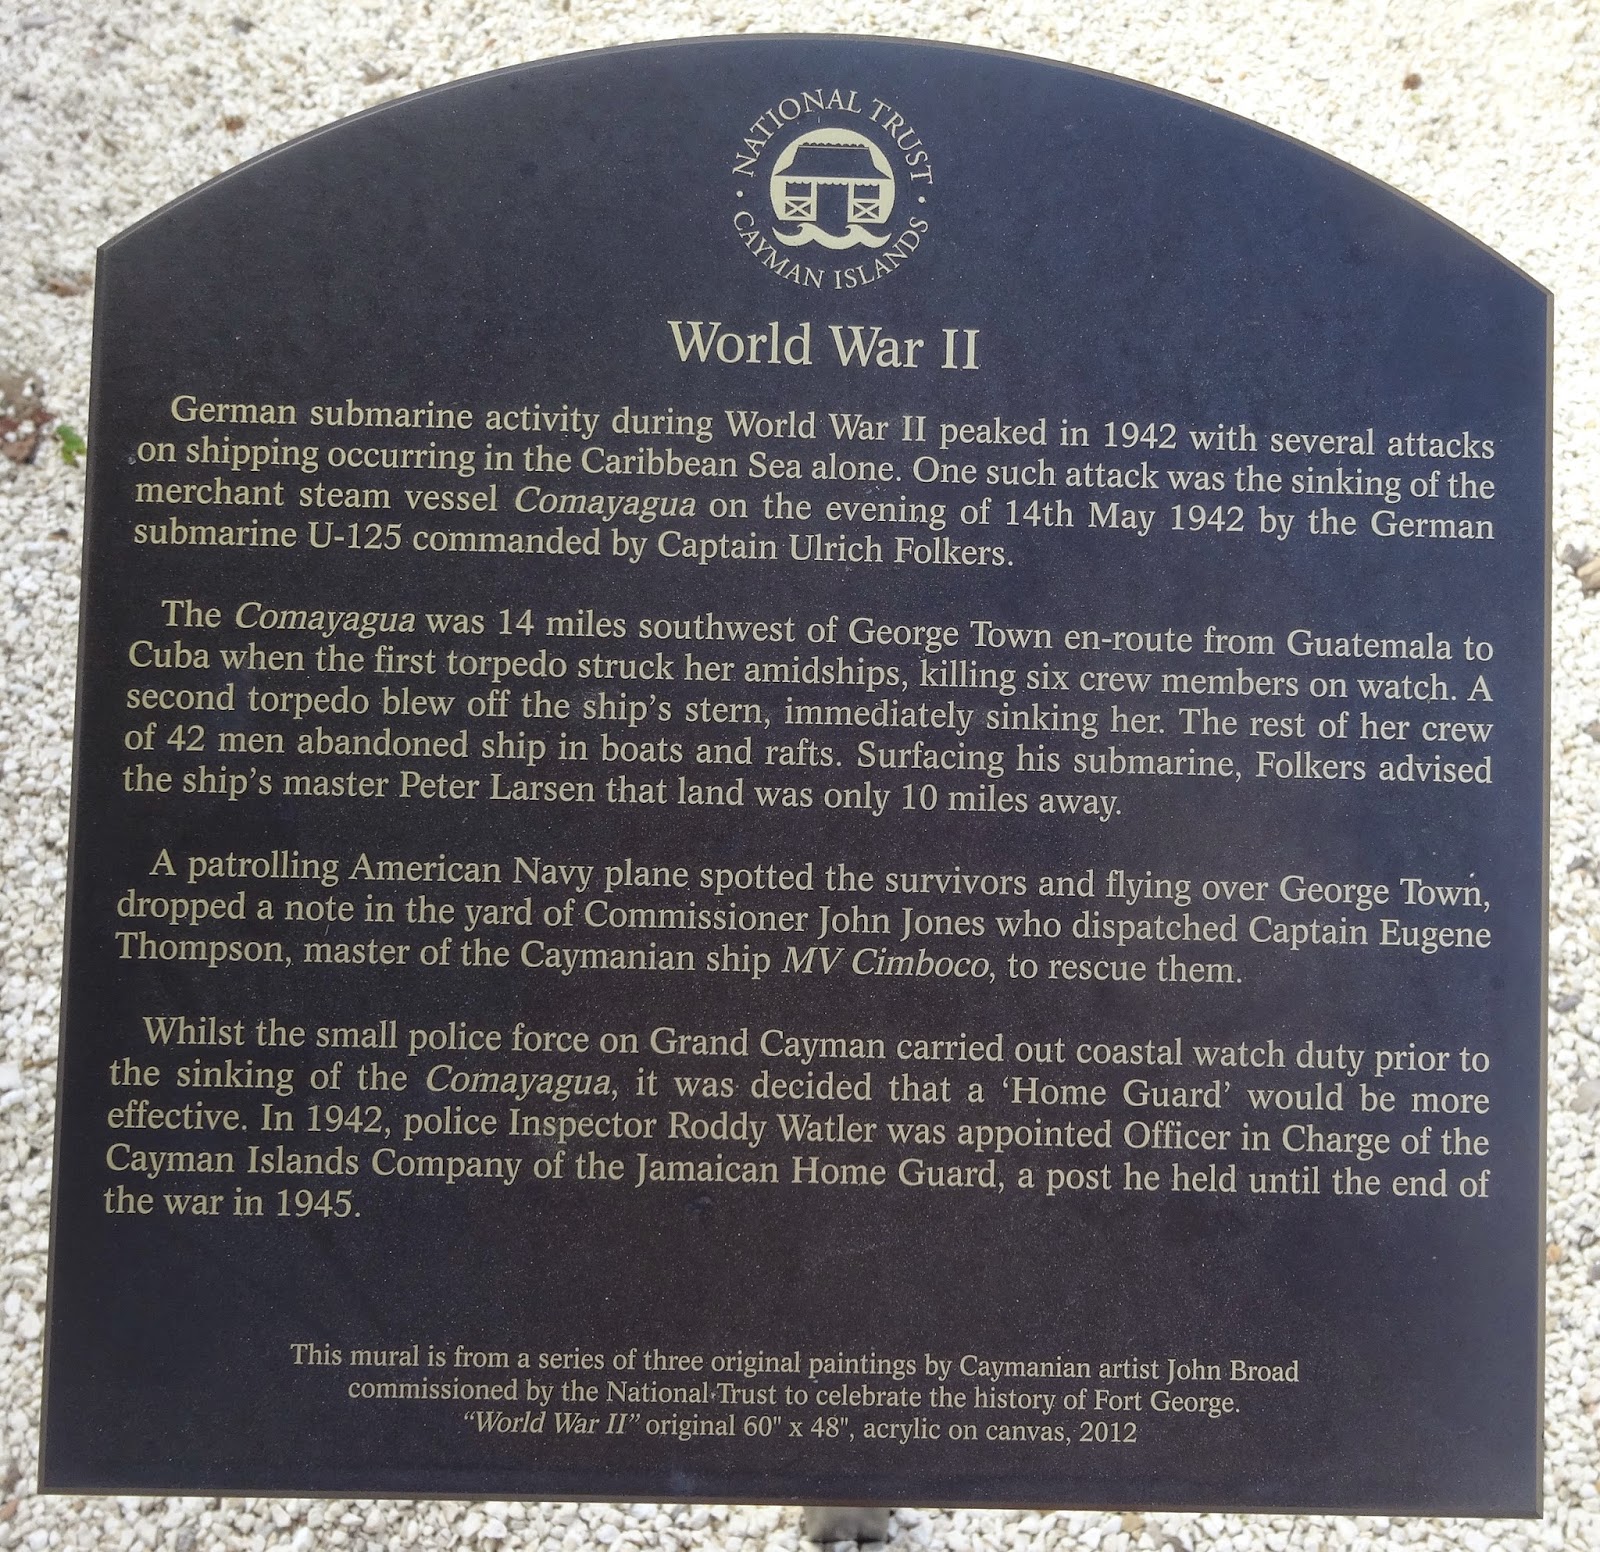 NATIONAL TRUST
CAYMAN ISLANDS
World War II
German submarine activity during World War II peaked in 1942 with several attacks
on shipping occurring in the Caribbean Sea alone. One such attack was the sinking of the
merchant steam vessel Comayagua on the evening of 14th May 1942 by the German
submarine U-125 commanded by Captain Ulrich Folkers.
The Comayagua was 14 miles southwest of George Town en-route from Guatemala to
Cuba when the first torpedo struck her amidships, killing six crew members on watch. A
second torpedo blew off the ship's stern, immediately sinking her. The rest of her crew
of 42 men abandoned ship in boats and rafts. Surfacing his submarine, Folkers advised
the ship's master Peter Larsen that land was only 10 miles away.
A patrolling American Navy plane spotted the survivors and flying over George Town,
dropped a note in the yard of Commissioner John Jones who dispatched Captain Eugene
Thompson, master of the Caymanian ship MV Cimboco, to rescue them.
Whilst the small police force on Grand Cayman carried out coastal watch duty prior to
the sinking of the Comayagua, it was decided that a ‘Home Guard’ would be more
effective. In 1942, police Inspector Roddy Watler was appointed Officer in Charge of the
Cayman Islands Company of the Jamaican Home Guard, a post he held until the end of
the war in 1945.
This mural is from a series of three original paintings by Caymanian artist John Broad
commissioned by the National Trust to celebrate the history of Fort George.
“World War II” original 60" x 48", acrylic on canvas, 2012